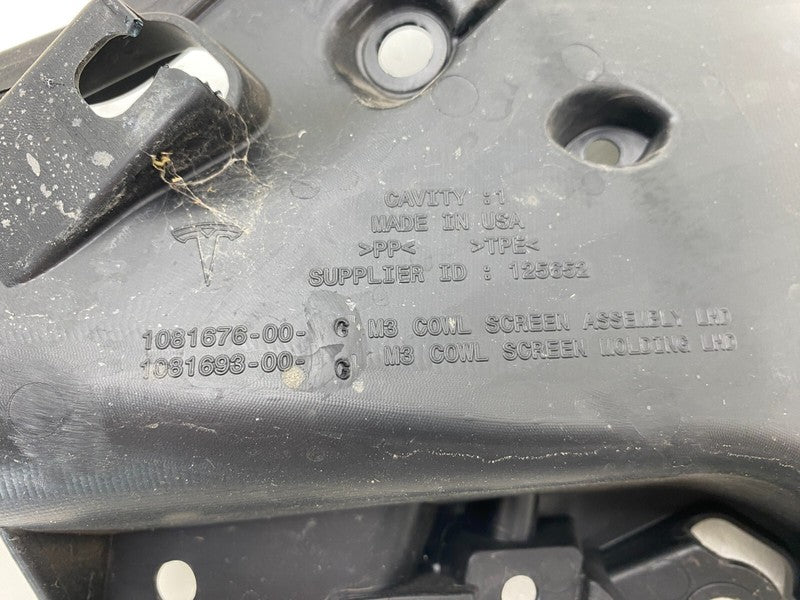 CAVITY :1
MADE IN USA
>PP< >TPE<
SUPPLIER ID : 125652
1081676-00- G M3 COWL SCREEN ASSEMBLY LHD
1081693-00- G M3 COWL SCREEN MOLDING LHD